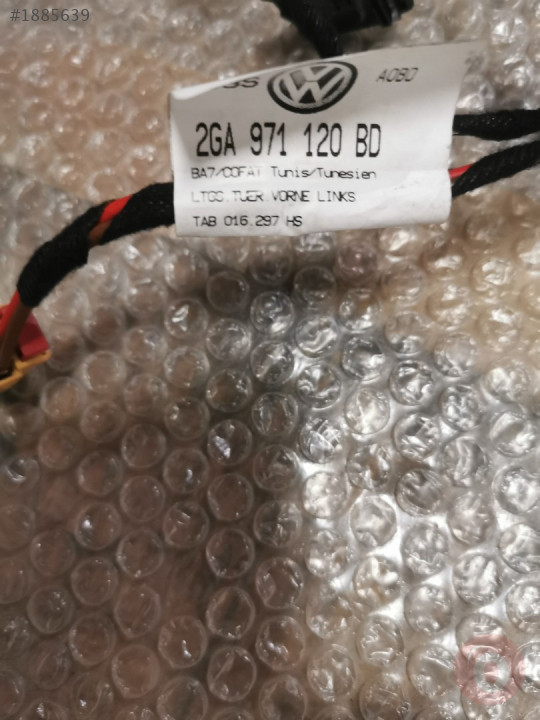 #1885639
A0BD
2GA 971 120 BD
BA7/COFAT Tunis/Tunesien
LTGS.TUER.VORNE LINKS
TAB 016.297 HS